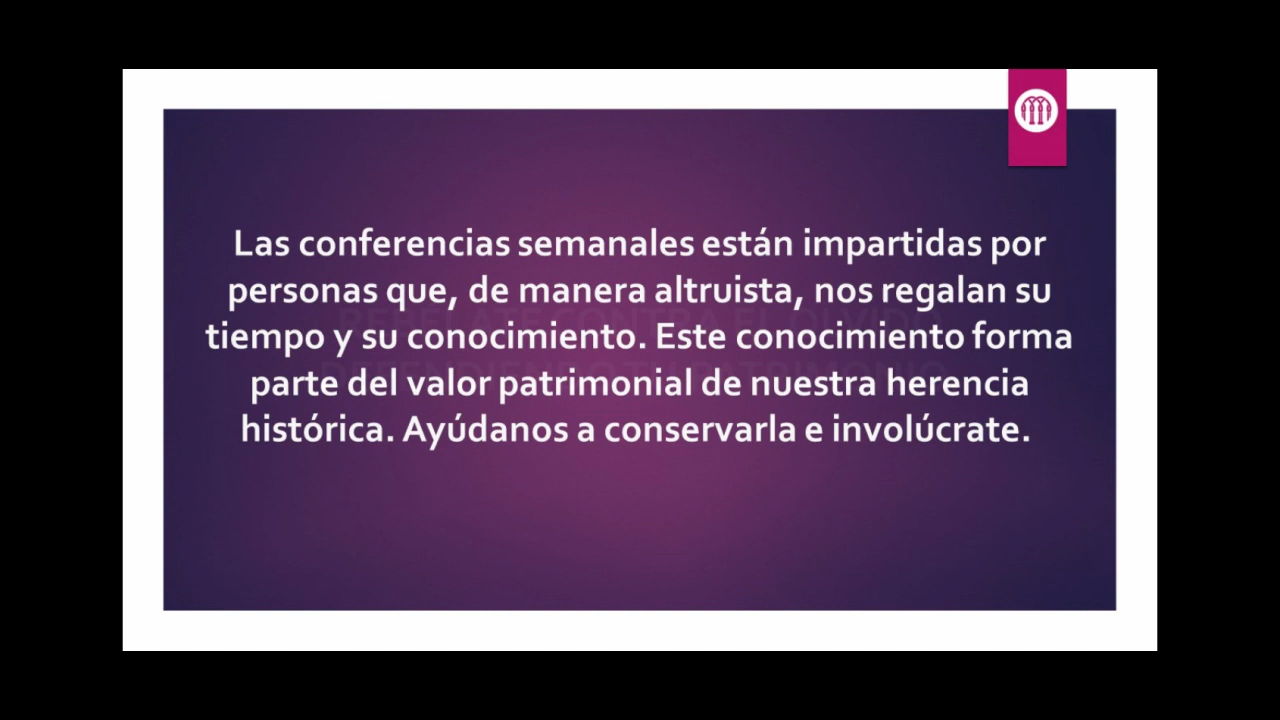 Las conferencias semanales están impartidas por
personas que, de manera altruista, nos regalan su
tiempo y su conocimiento. Este conocimiento forma
parte del valor patrimonial de nuestra herencia
histórica. Ayúdanos a conservarla e involúcrate.